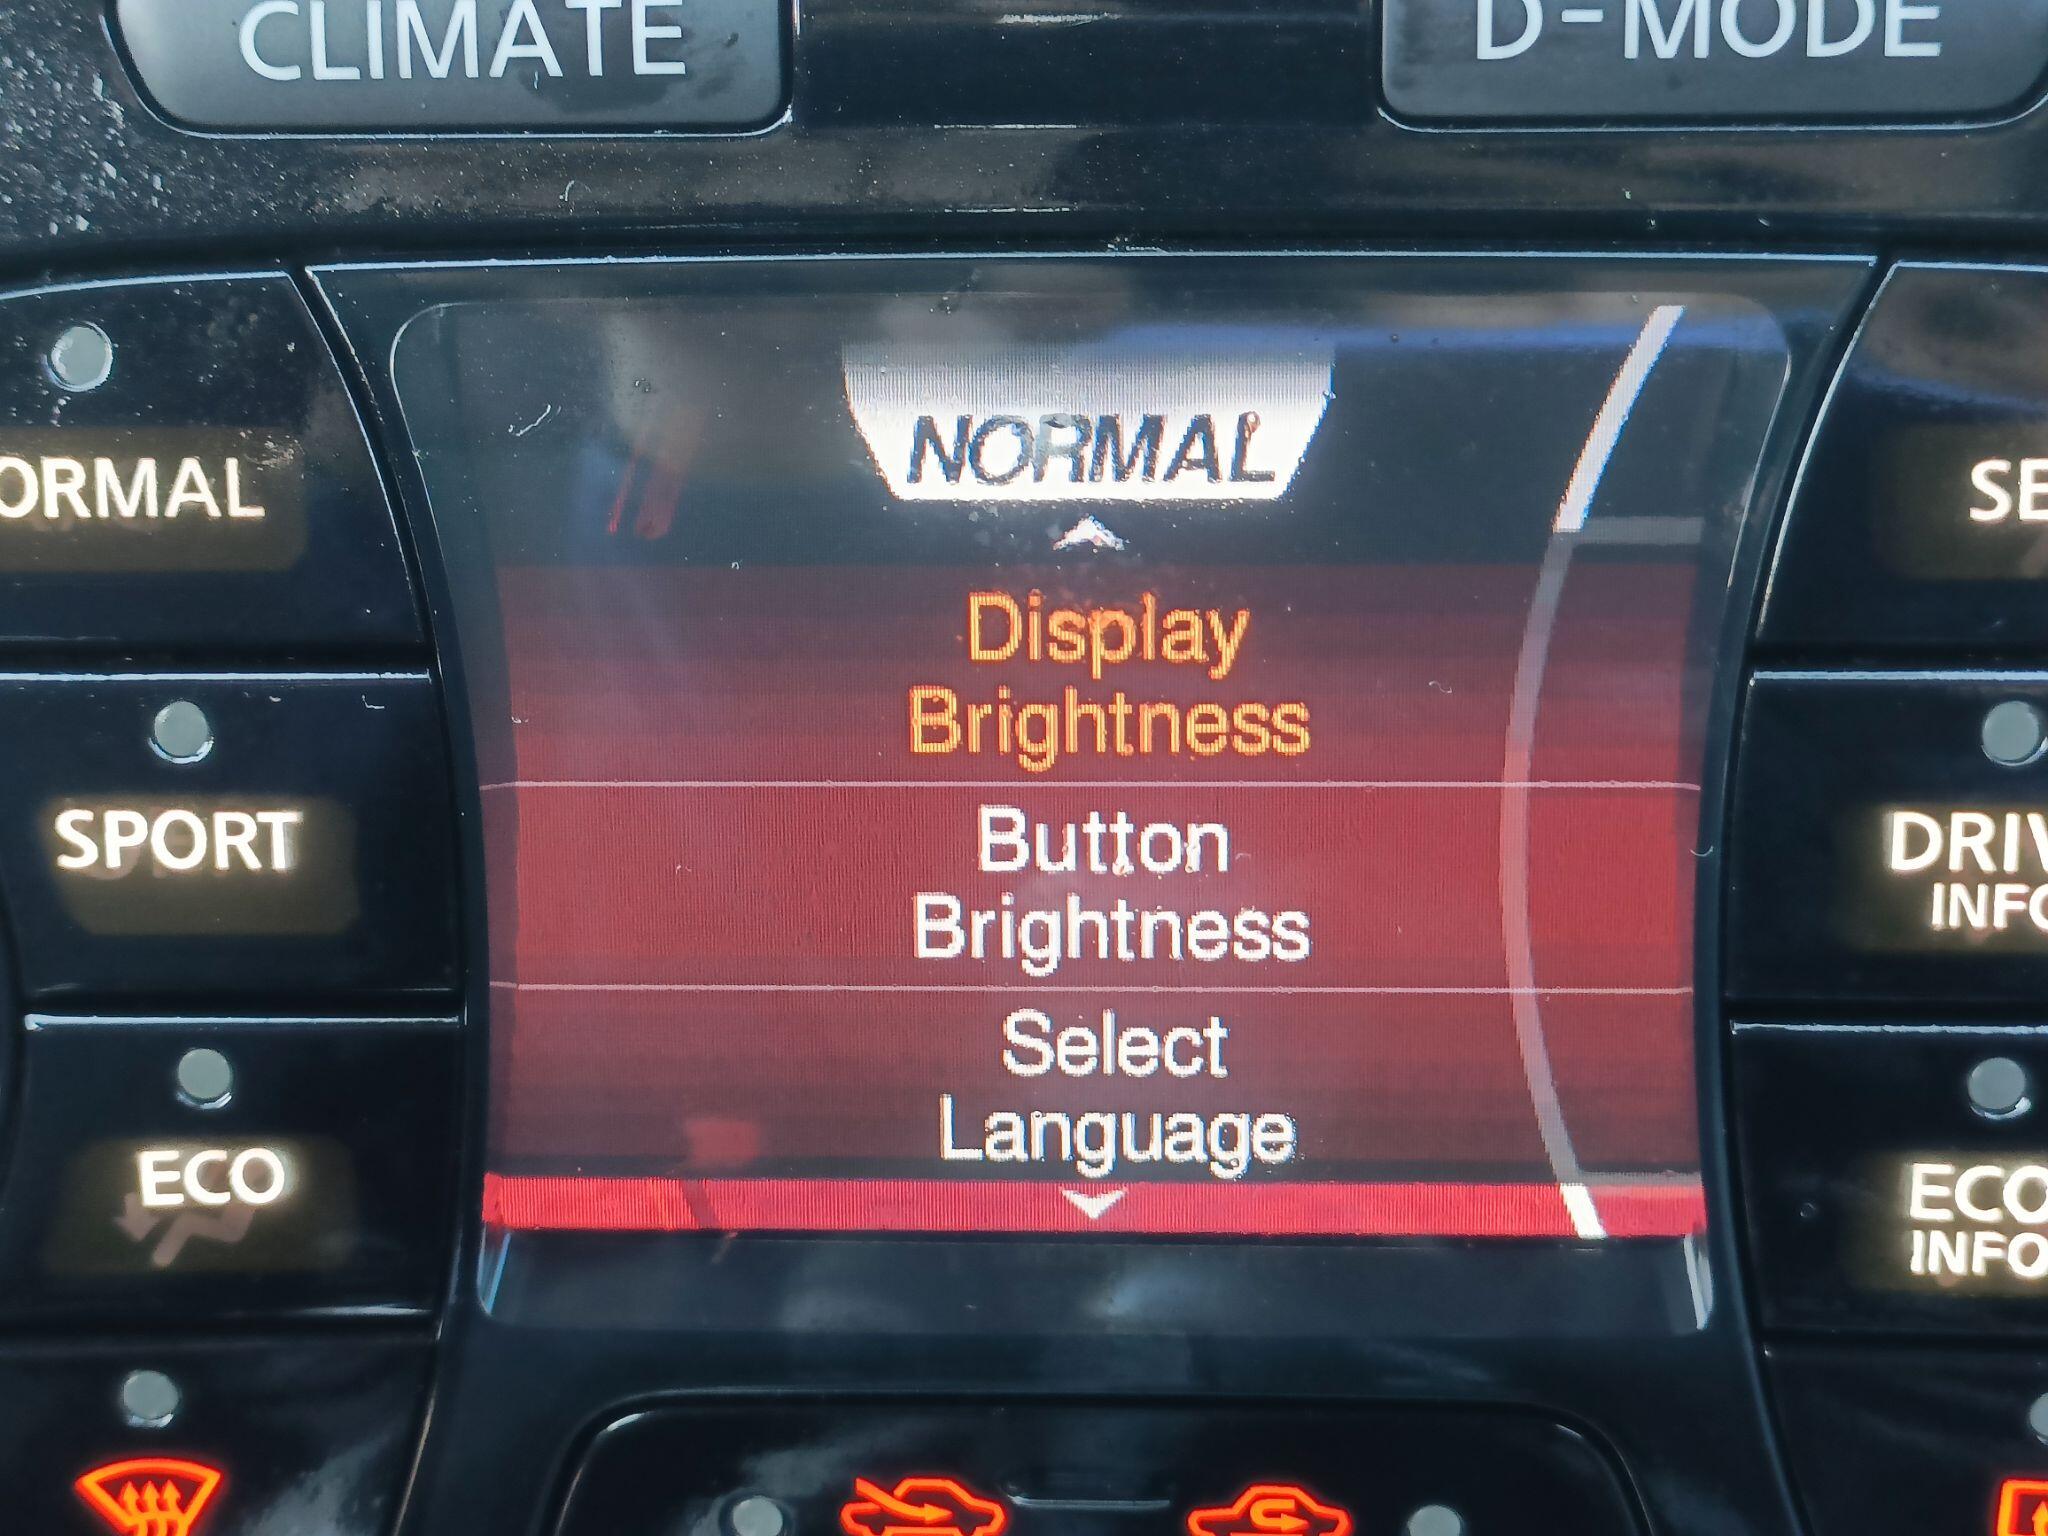 CLIMATE
D-MODE
NORMAL
ORMAL
SE
Display
Brightness
SPORT
Button
Brightness
DRIV
INFO
Select
Language
ECO
ECO
INFO